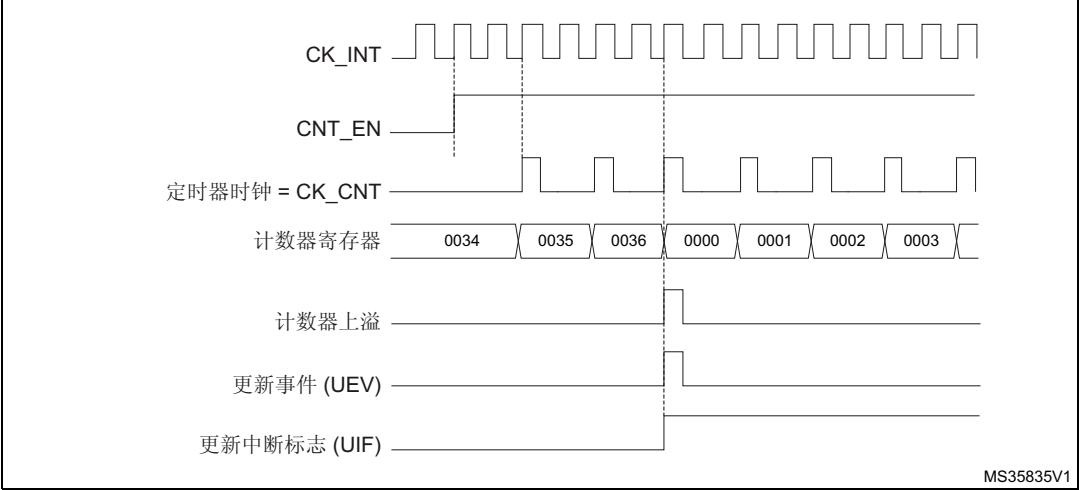 CK_INT
CNT_EN
定时器时钟 = CK_CNT
计数器寄存器 0034 0035 0036 0000 0001 0002 0003
计数器上溢
更新事件 (UEV)
更新中断标志 (UIF)
MS35835V1